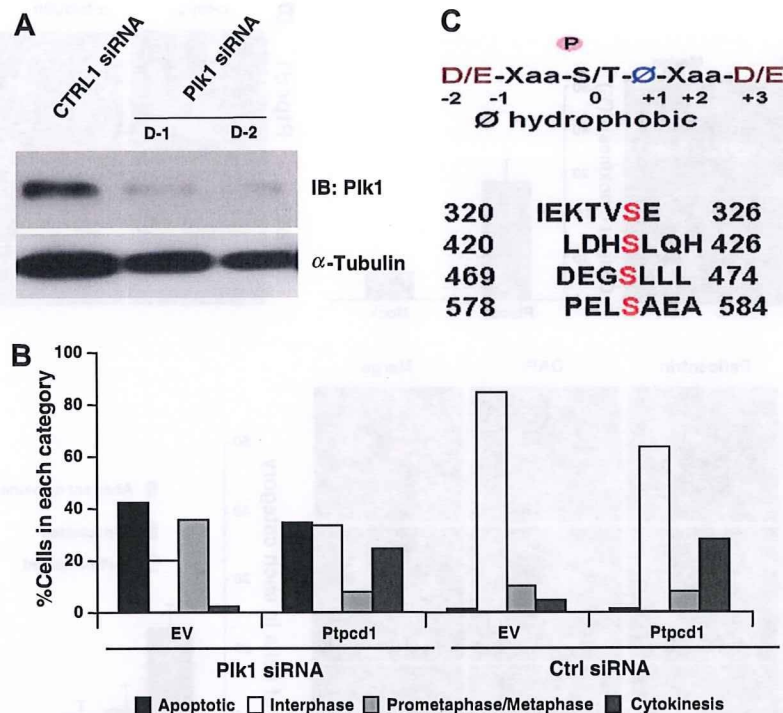 A
CTRL1 siRNA
Plk1 siRNA
D-1 D-2
IB: Plk1
α-Tubulin
C
P
D/E-Xaa-S/T-Ø-Xaa-D/E
-2 -1 0 +1 +2 +3
Ø hydrophobic
320 IEKTVSE 326
420 LDHSLQH 426
469 DEGSLLL 474
578 PELSAEA 584
B
%Cells in each category
100
80
60
40
20
0
EV Ptpcd1 EV Ptpcd1
Plk1 siRNA Ctrl siRNA
Apoptotic Interphase Prometaphase/Metaphase Cytokinesis